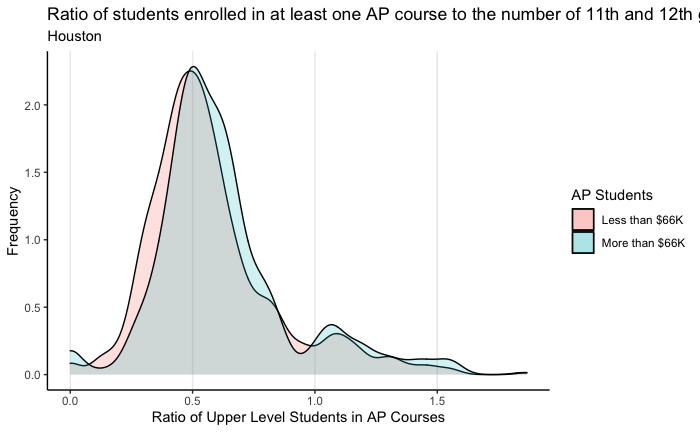 Ratio of students enrolled in at least one AP course to the number of 11th and 12th
Houston
2.0
1.5
1.0
0.5
0.0
Frequency
0.0 0.5 1.0 1.5
Ratio of Upper Level Students in AP Courses
AP Students
Less than $66K
More than $66K